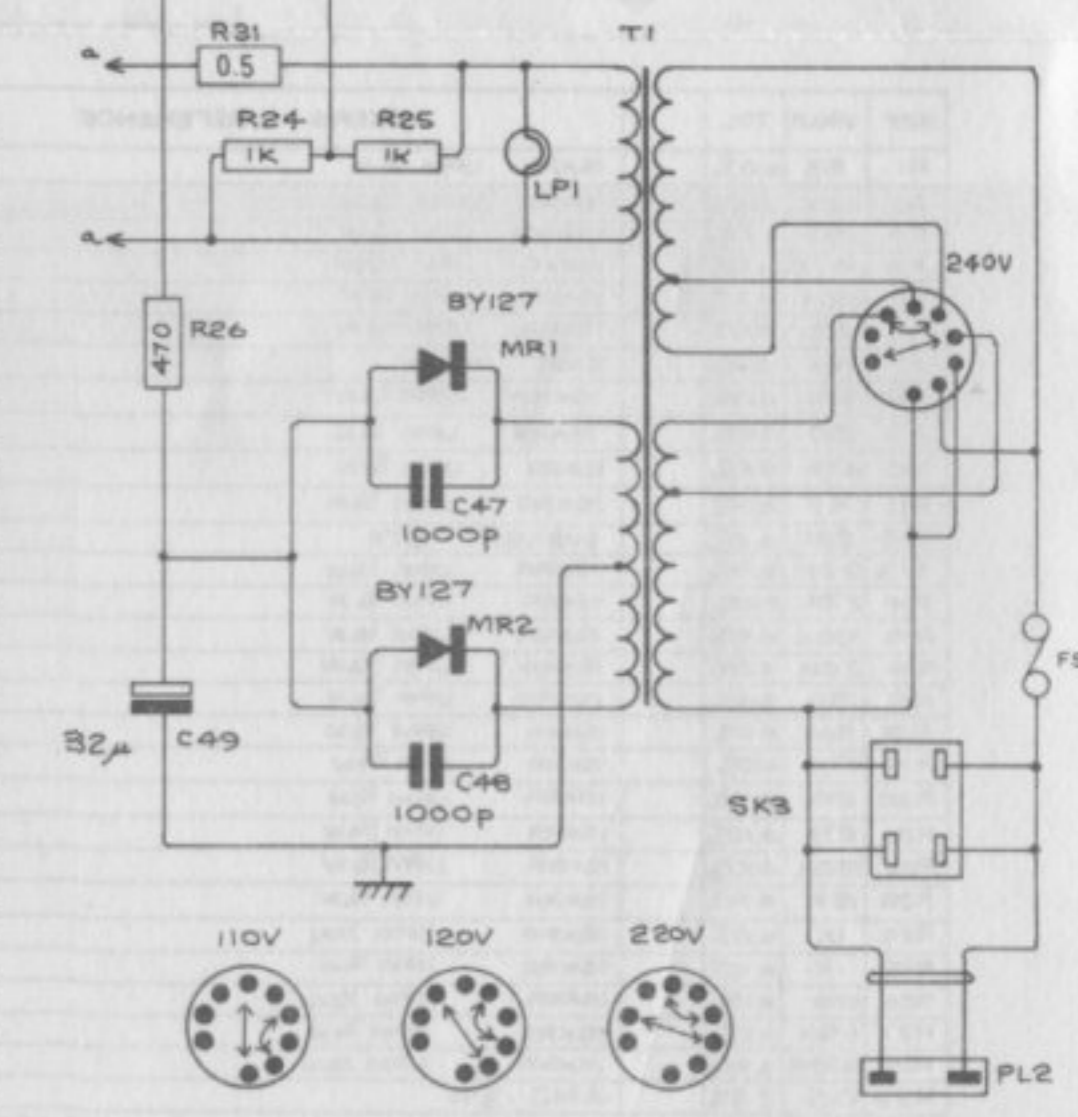 T1
R31
a
0.5
R24
R25
1K
1K
LP1
a
240V
BY127
MR1
470
R26
C47
1000p
BY127
MR2
32μ
C49
C48
1000p
SK3
FS
110V
120V
220V
PL2